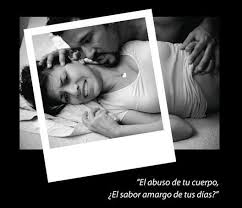 "El abuso de tu cuerpo,
¿El sabor amargo de tus días?"